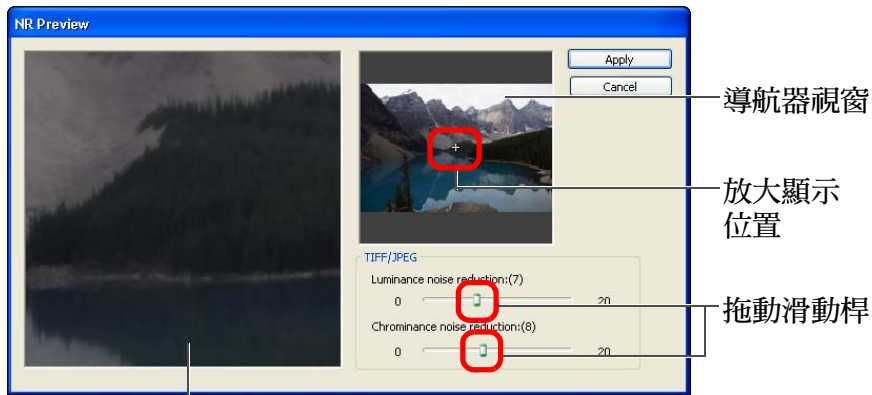 NR Preview
Apply
Cancel
導航器視窗
放大顯示
位置
TIFF/JPEG
Luminance noise reduction:(7)
0 20
拖動滑動桿
Chrominance noise reduction:(8)
0 20